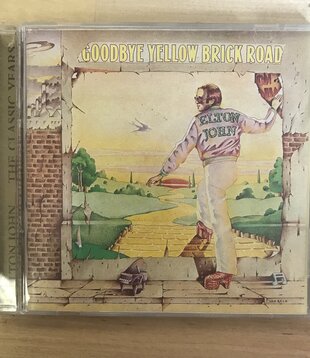 GOODBYE YELLOW BRICK ROAD
ELTON
JOHN
ELTON JOHN THE CLASSIC YEARS